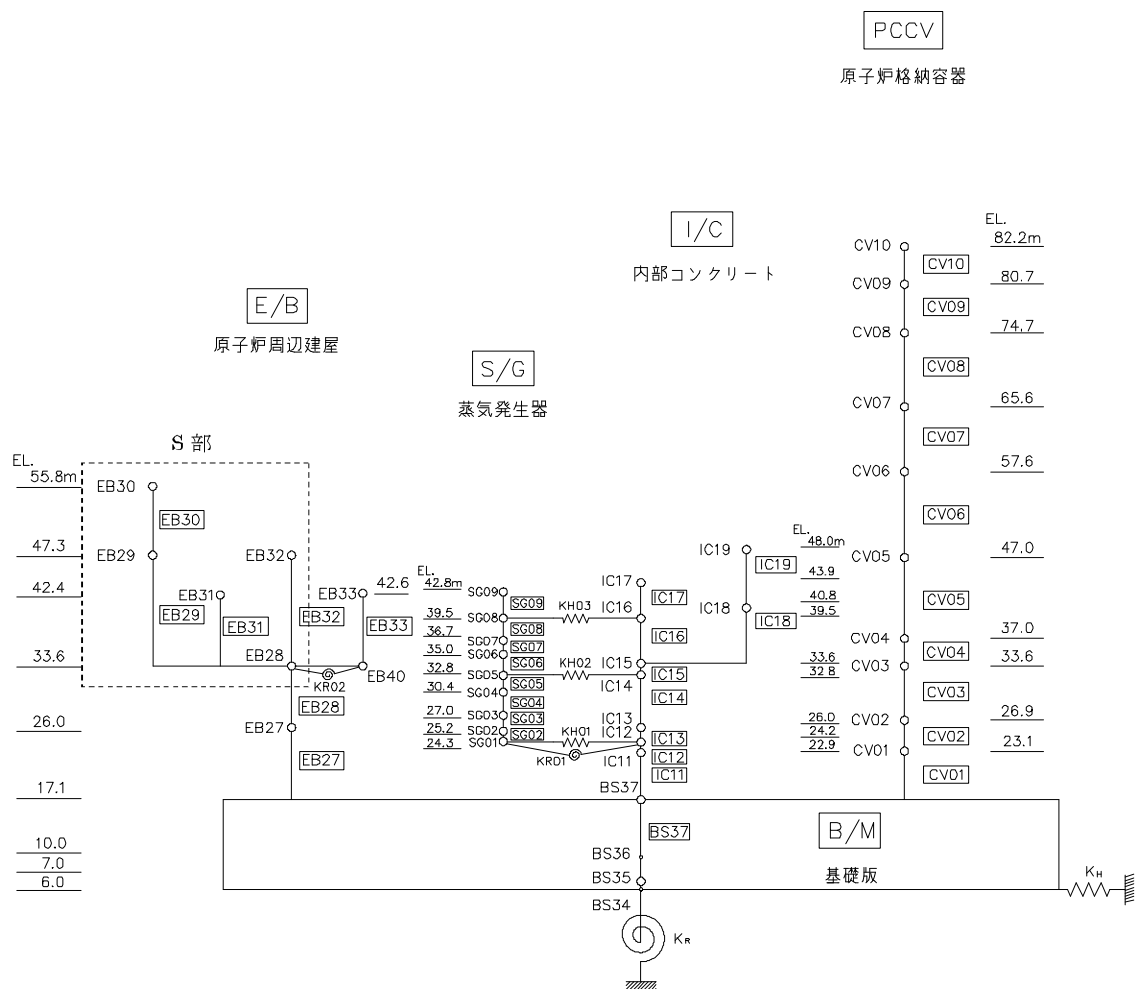 PCCV
原子炉格納容器
I/C
内部コンクリート
E/B
原子炉周辺建屋
S/G
蒸気発生器
S部
EL.
55.8m
47.3
42.4
33.6
26.0
17.1
10.0
7.0
6.0
EB30
EB30
EB29
EB29
EB31
EB31
EB32
EB32
EB33
42.6
EB33
EB28
KR02
EB40
EB28
EB27
EB27
EL.
42.8m
39.5
36.7
35.0
32.8
30.4
27.0
25.2
24.3
SG09
SG09
SG08
SG08
SG07
SG07
SG06
SG06
SG05
SG05
SG04
SG04
SG03
SG03
SG02
SG02
SG01
KH03
KH02
KH01
KR01
IC17
IC17
IC16
IC16
IC15
IC15
IC14
IC14
IC13
IC13
IC12
IC12
IC11
IC11
IC19
IC19
IC18
IC18
EL.
48.0m
43.9
40.8
39.5
33.6
32.8
26.0
24.2
22.9
EL.
82.2m
80.7
74.7
65.6
57.6
47.0
37.0
33.6
26.9
23.1
CV10
CV10
CV09
CV09
CV08
CV08
CV07
CV07
CV06
CV06
CV05
CV05
CV04
CV04
CV03
CV03
CV02
CV02
CV01
CV01
BS37
BS37
BS36
BS35
BS34
B/M
基礎版
KH
KR